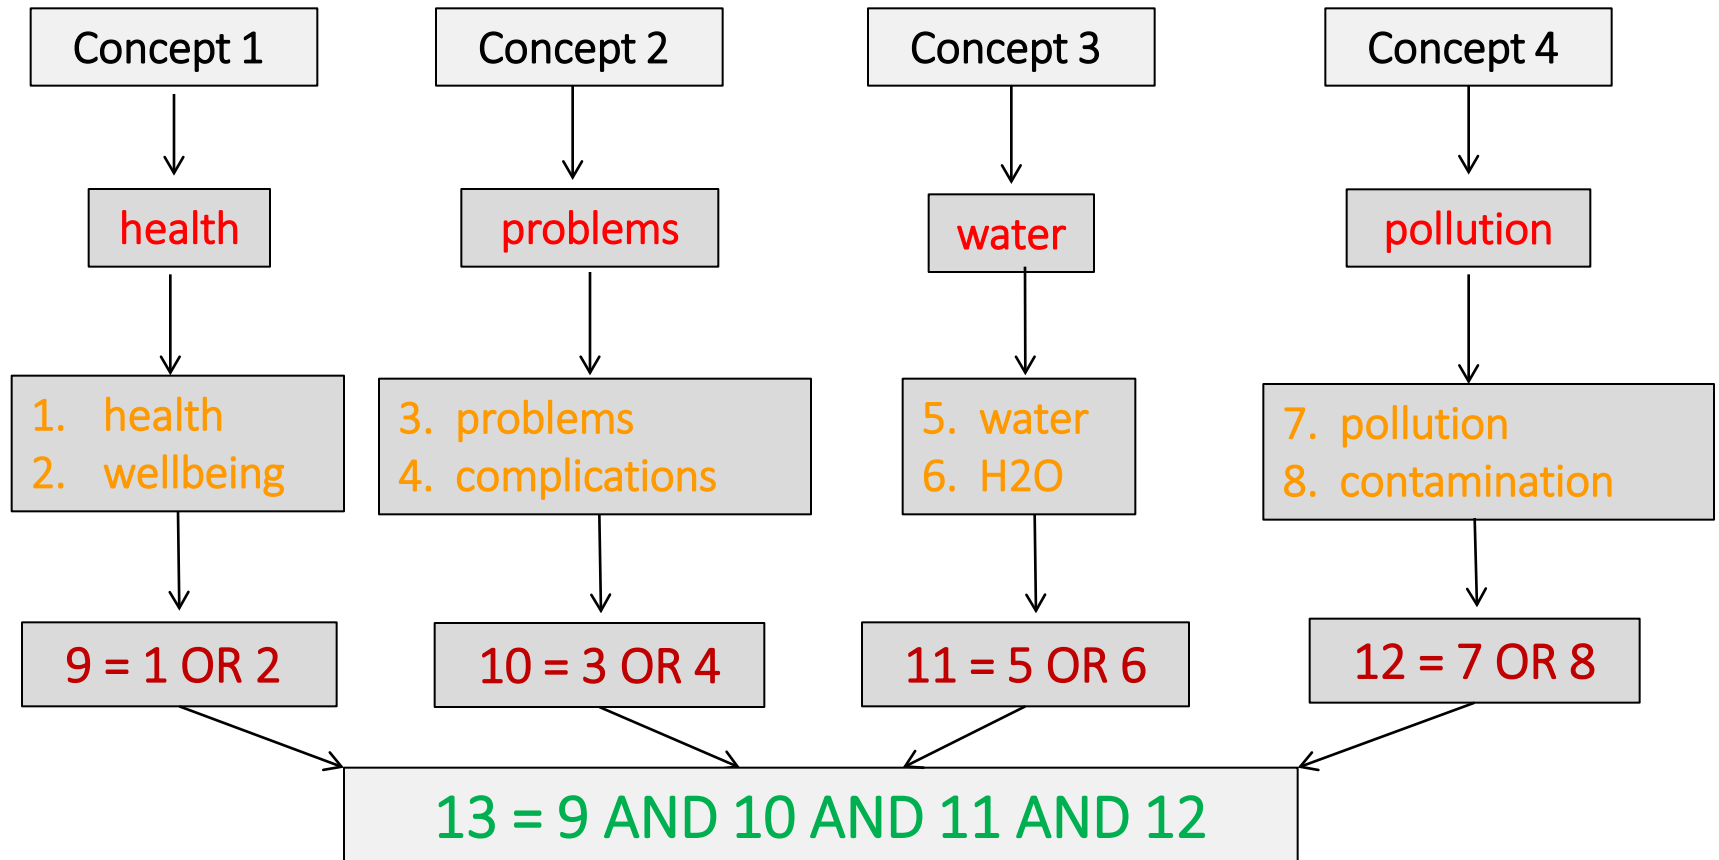 Concept 1
Concept 2
Concept 3
Concept 4
health
problems
water
pollution
1. health
2. wellbeing
3. problems
4. complications
5. water
6. H2O
7. pollution
8. contamination
9 = 1 OR 2
10 = 3 OR 4
11 = 5 OR 6
12 = 7 OR 8
13 = 9 AND 10 AND 11 AND 12